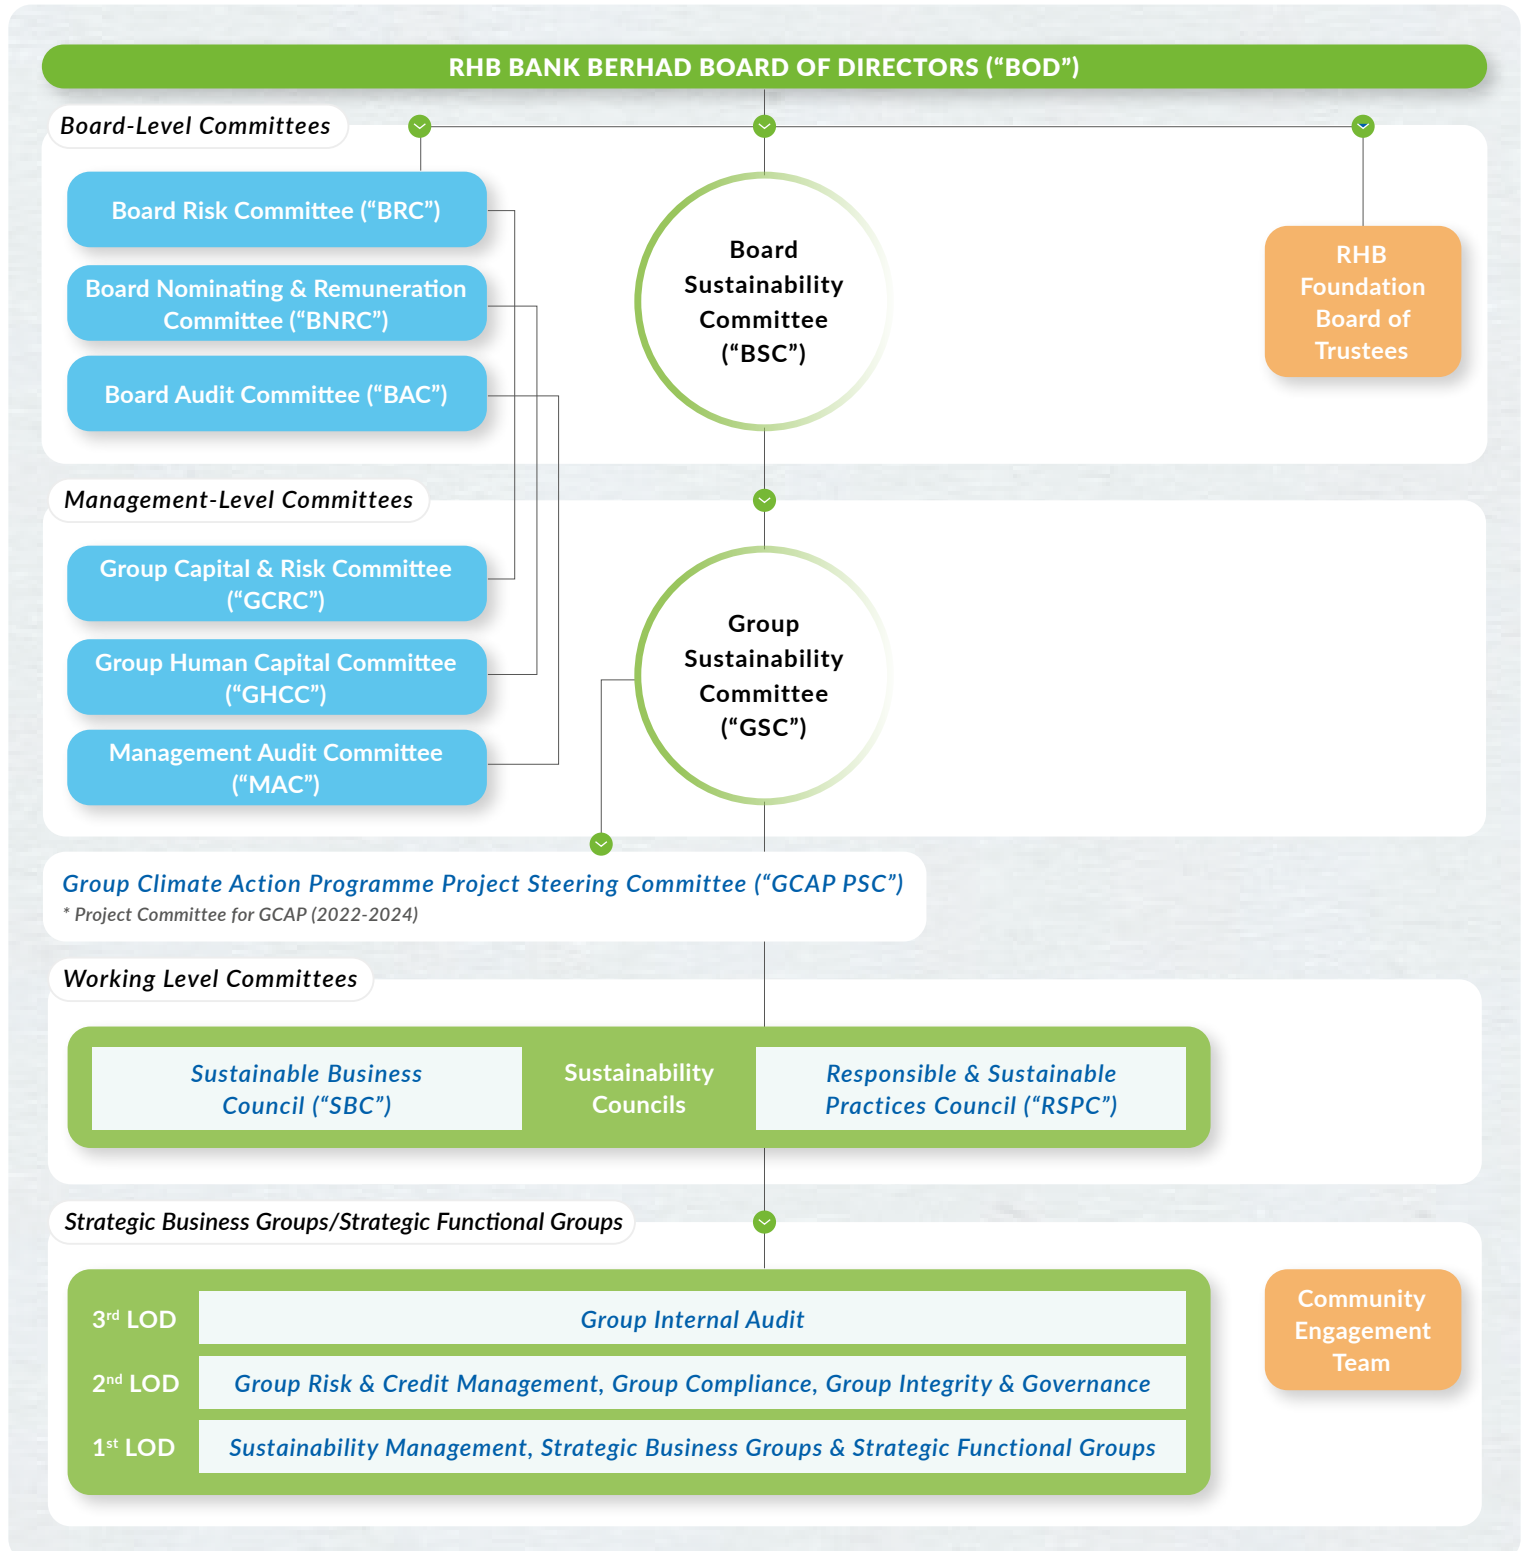 RHB BANK BERHAD BOARD OF DIRECTORS (“BOD”)
Board-Level Committees
Board Risk Committee (“BRC”)
Board Nominating & Remuneration
Committee (“BNRC”)
Board Audit Committee (“BAC”)
Board
Sustainability
Committee
(“BSC”)
RHB
Foundation
Board of
Trustees
Management-Level Committees
Group Capital & Risk Committee
(“GCRC”)
Group Human Capital Committee
(“GHCC”)
Management Audit Committee
(“MAC”)
Group
Sustainability
Committee
(“GSC”)
Group Climate Action Programme Project Steering Committee (“GCAP PSC”)
* Project Committee for GCAP (2022-2024)
Working Level Committees
Sustainable Business
Council (“SBC”)
Sustainability
Councils
Responsible & Sustainable
Practices Council (“RSPC”)
Strategic Business Groups/Strategic Functional Groups
3rd LOD
Group Internal Audit
2nd LOD
Group Risk & Credit Management, Group Compliance, Group Integrity & Governance
1st LOD
Sustainability Management, Strategic Business Groups & Strategic Functional Groups
Community
Engagement
Team